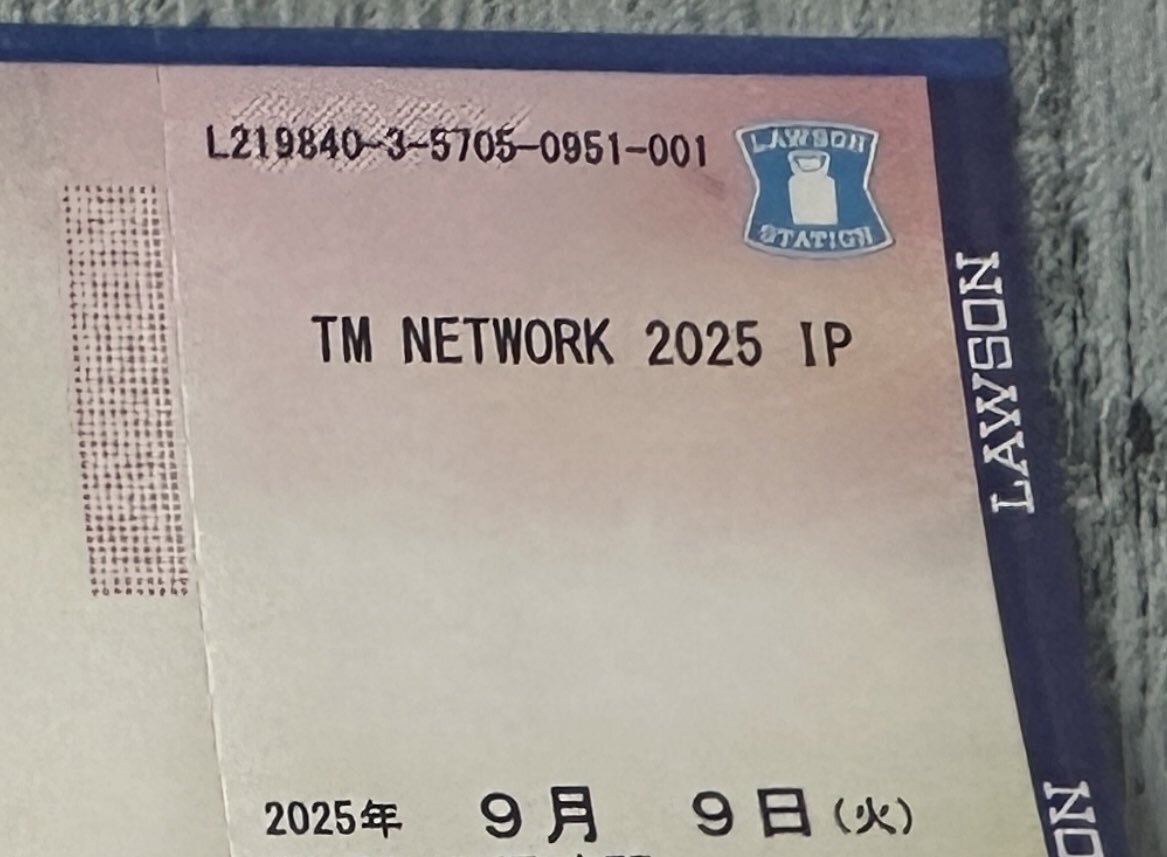 L219840-3-5705-0951-001
LAWSON
STATION
TM NETWORK 2025 IP
LAWSON
2025年 9月 9日(火)
ON